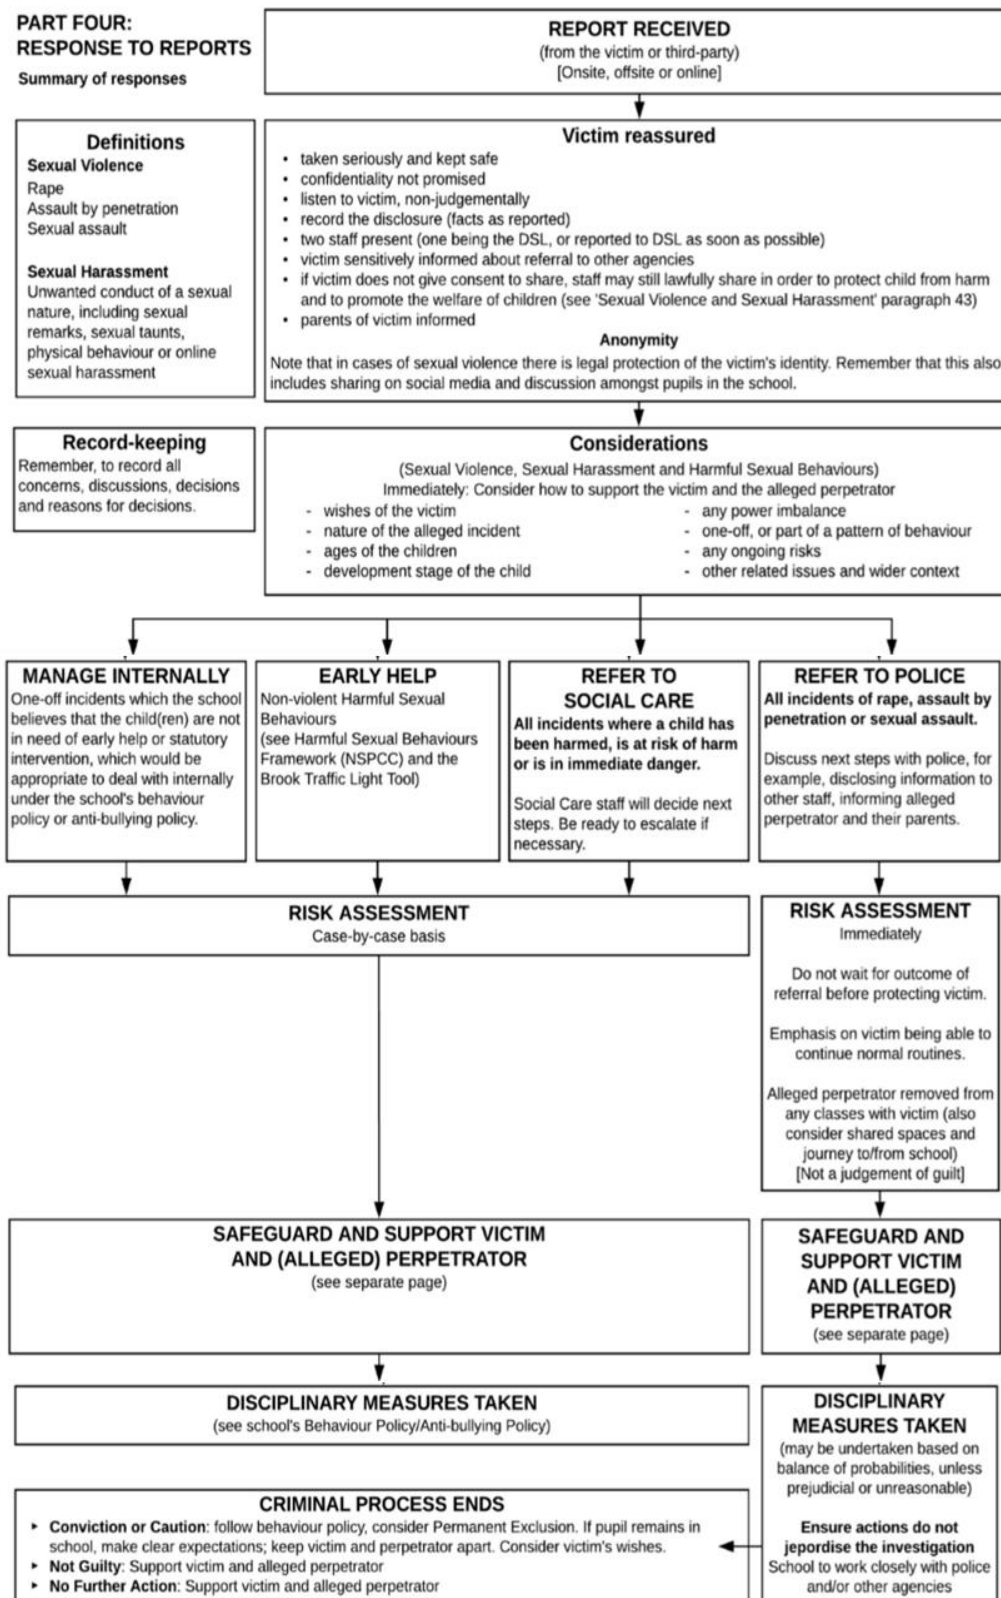 PART FOUR:
RESPONSE TO REPORTS
Summary of responses
REPORT RECEIVED
(from the victim or third-party)
[Onsite, offsite or online]
Definitions
Sexual Violence
Rape
Assault by penetration
Sexual assault
Sexual Harassment
Unwanted conduct of a sexual
nature, including sexual
remarks, sexual taunts,
physical behaviour or online
sexual harassment
Victim reassured
• taken seriously and kept safe
• confidentiality not promised
• listen to victim, non-judgementally
• record the disclosure (facts as reported)
• two staff present (one being the DSL, or reported to DSL as soon as possible)
• victim sensitively informed about referral to other agencies
• if victim does not give consent to share, staff may still lawfully share in order to protect child from harm
and to promote the welfare of children (see 'Sexual Violence and Sexual Harassment' paragraph 43)
• parents of victim informed
Anonymity
Note that in cases of sexual violence there is legal protection of the victim's identity. Remember that this also
includes sharing on social media and discussion amongst pupils in the school.
Record-keeping
Remember, to record all
concerns, discussions, decisions
and reasons for decisions.
Considerations
(Sexual Violence, Sexual Harassment and Harmful Sexual Behaviours)
Immediately: Consider how to support the victim and the alleged perpetrator
- wishes of the victim
- nature of the alleged incident
- ages of the children
- development stage of the child
- any power imbalance
- one-off, or part of a pattern of behaviour
- any ongoing risks
- other related issues and wider context
MANAGE INTERNALLY
One-off incidents which the school
believes that the child(ren) are not
in need of early help or statutory
intervention, which would be
appropriate to deal with internally
under the school's behaviour
policy or anti-bullying policy.
EARLY HELP
Non-violent Harmful Sexual
Behaviours
(see Harmful Sexual Behaviours
Framework (NSPCC) and the
Brook Traffic Light Tool)
REFER TO
SOCIAL CARE
All incidents where a child has
been harmed, is at risk of harm
or is in immediate danger.
Social Care staff will decide next
steps. Be ready to escalate if
necessary.
REFER TO POLICE
All incidents of rape, assault by
penetration or sexual assault.
Discuss next steps with police, for
example, disclosing information to
other staff, informing alleged
perpetrator and their parents.
RISK ASSESSMENT
Case-by-case basis
RISK ASSESSMENT
Immediately
Do not wait for outcome of
referral before protecting victim.
Emphasis on victim being able to
continue normal routines.
Alleged perpetrator removed from
any classes with victim (also
consider shared spaces and
journey to/from school)
[Not a judgement of guilt]
SAFEGUARD AND SUPPORT VICTIM
AND (ALLEGED) PERPETRATOR
(see separate page)
SAFEGUARD AND
SUPPORT VICTIM
AND (ALLEGED)
PERPETRATOR
(see separate page)
DISCIPLINARY MEASURES TAKEN
(see school's Behaviour Policy/Anti-bullying Policy)
DISCIPLINARY
MEASURES TAKEN
(may be undertaken based on
balance of probabilities, unless
prejudicial or unreasonable)
Ensure actions do not
jepordise the investigation
School to work closely with police
and/or other agencies
CRIMINAL PROCESS ENDS
‣ Conviction or Caution: follow behaviour policy, consider Permanent Exclusion. If pupil remains in
school, make clear expectations; keep victim and perpetrator apart. Consider victim's wishes.
‣ Not Guilty: Support victim and alleged perpetrator
‣ No Further Action: Support victim and alleged perpetrator